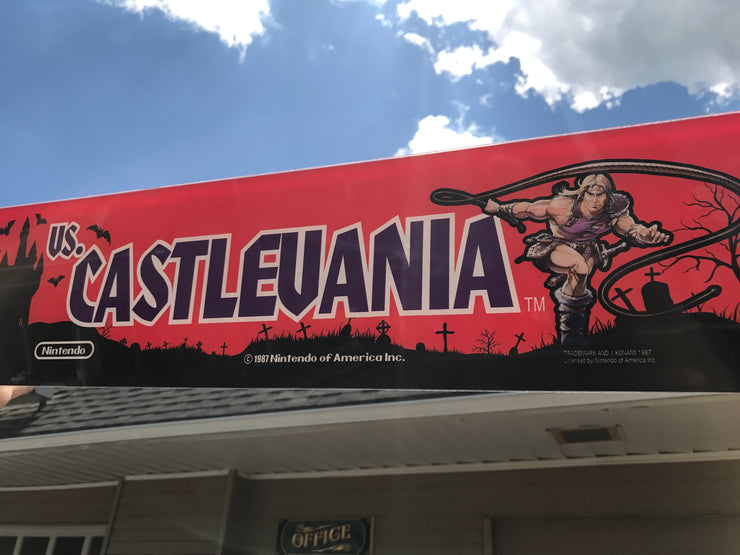 VS.
CASTLEVANIA TM
Nintendo
© 1987 Nintendo of America Inc.
TRADEMARK AND © KONAMI 1987
Licensed by Nintendo of America Inc.
OFFICE